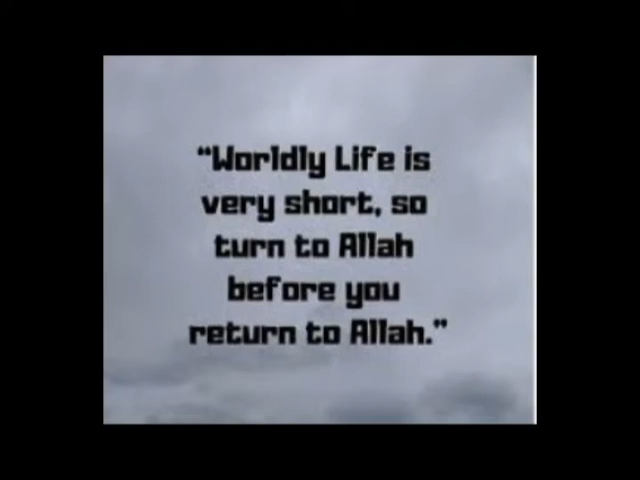 “Worldly Life is
very short, so
turn to Allah
before you
return to Allah.”